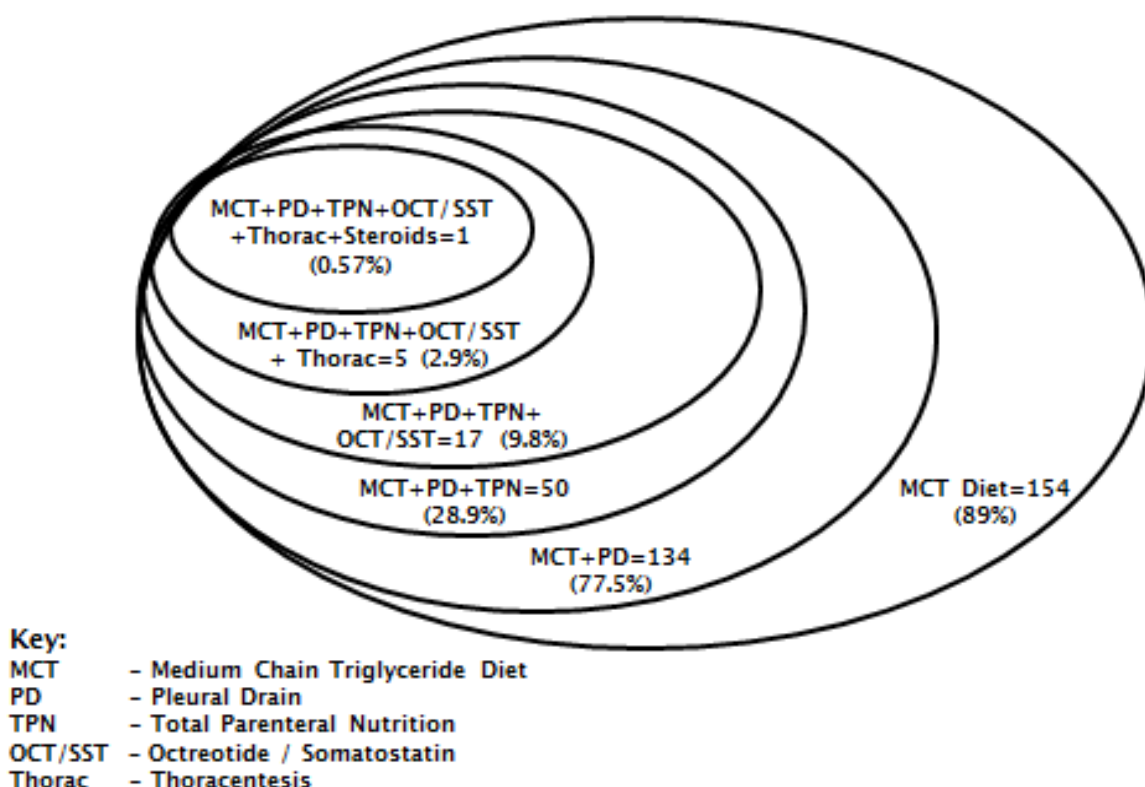 MCT+PD+TPN+OCT/SST
+Thorac+Steroids=1
(0.57%)
MCT+PD+TPN+OCT/SST
+ Thorac=5 (2.9%)
MCT+PD+TPN+
OCT/SST=17 (9.8%)
MCT+PD+TPN=50
(28.9%)
MCT Diet=154
(89%)
MCT+PD=134
(77.5%)
Key:
MCT - Medium Chain Triglyceride Diet
PD - Pleural Drain
TPN - Total Parenteral Nutrition
OCT/SST - Octreotide / Somatostatin
Thorac - Thoracentesis